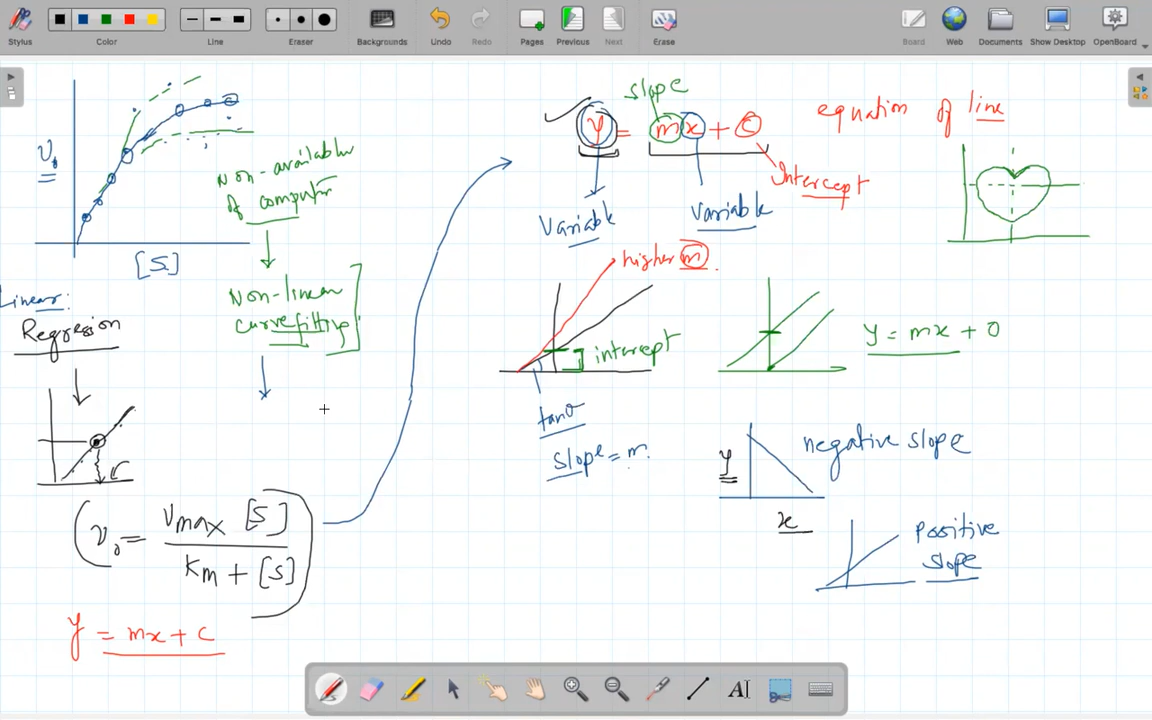 Stylus
Color
Line
Eraser
Backgrounds
Undo
Redo
Pages
Previous
Next
Erase
Board
Web
Documents
Show Desktop
OpenBoard
V₀
[S]
Non-available
of computer
Non-linear
curvefitting
Linear:
Regression
v₀ = Vmax [S]
Km + [S]
y = mx + c
slope
y = mx + C
equation of line
Intercept
Variable
variable
higher m.
intercept
tanθ
slope = m.
y = mx + 0
negative slope
y
x
positive
slope